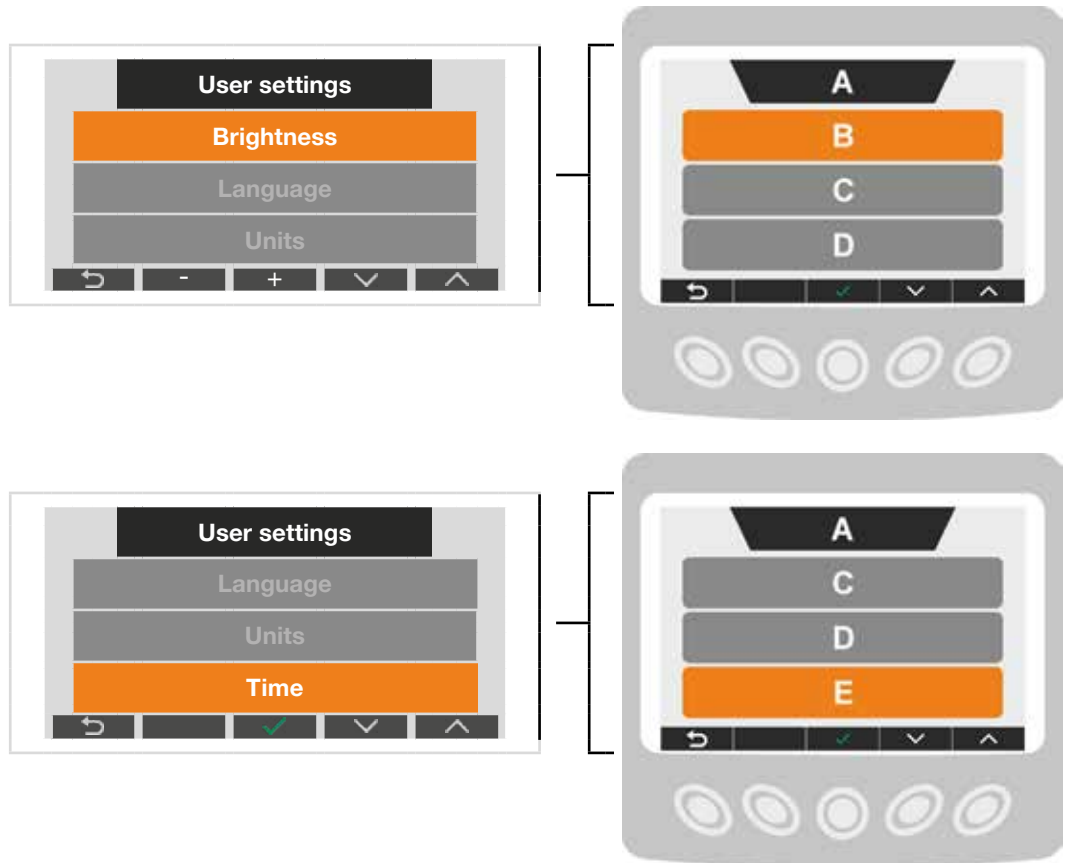 User settings
Brightness
Language
Units
- +
A
B
C
D
User settings
Language
Units
Time
A
C
D
E